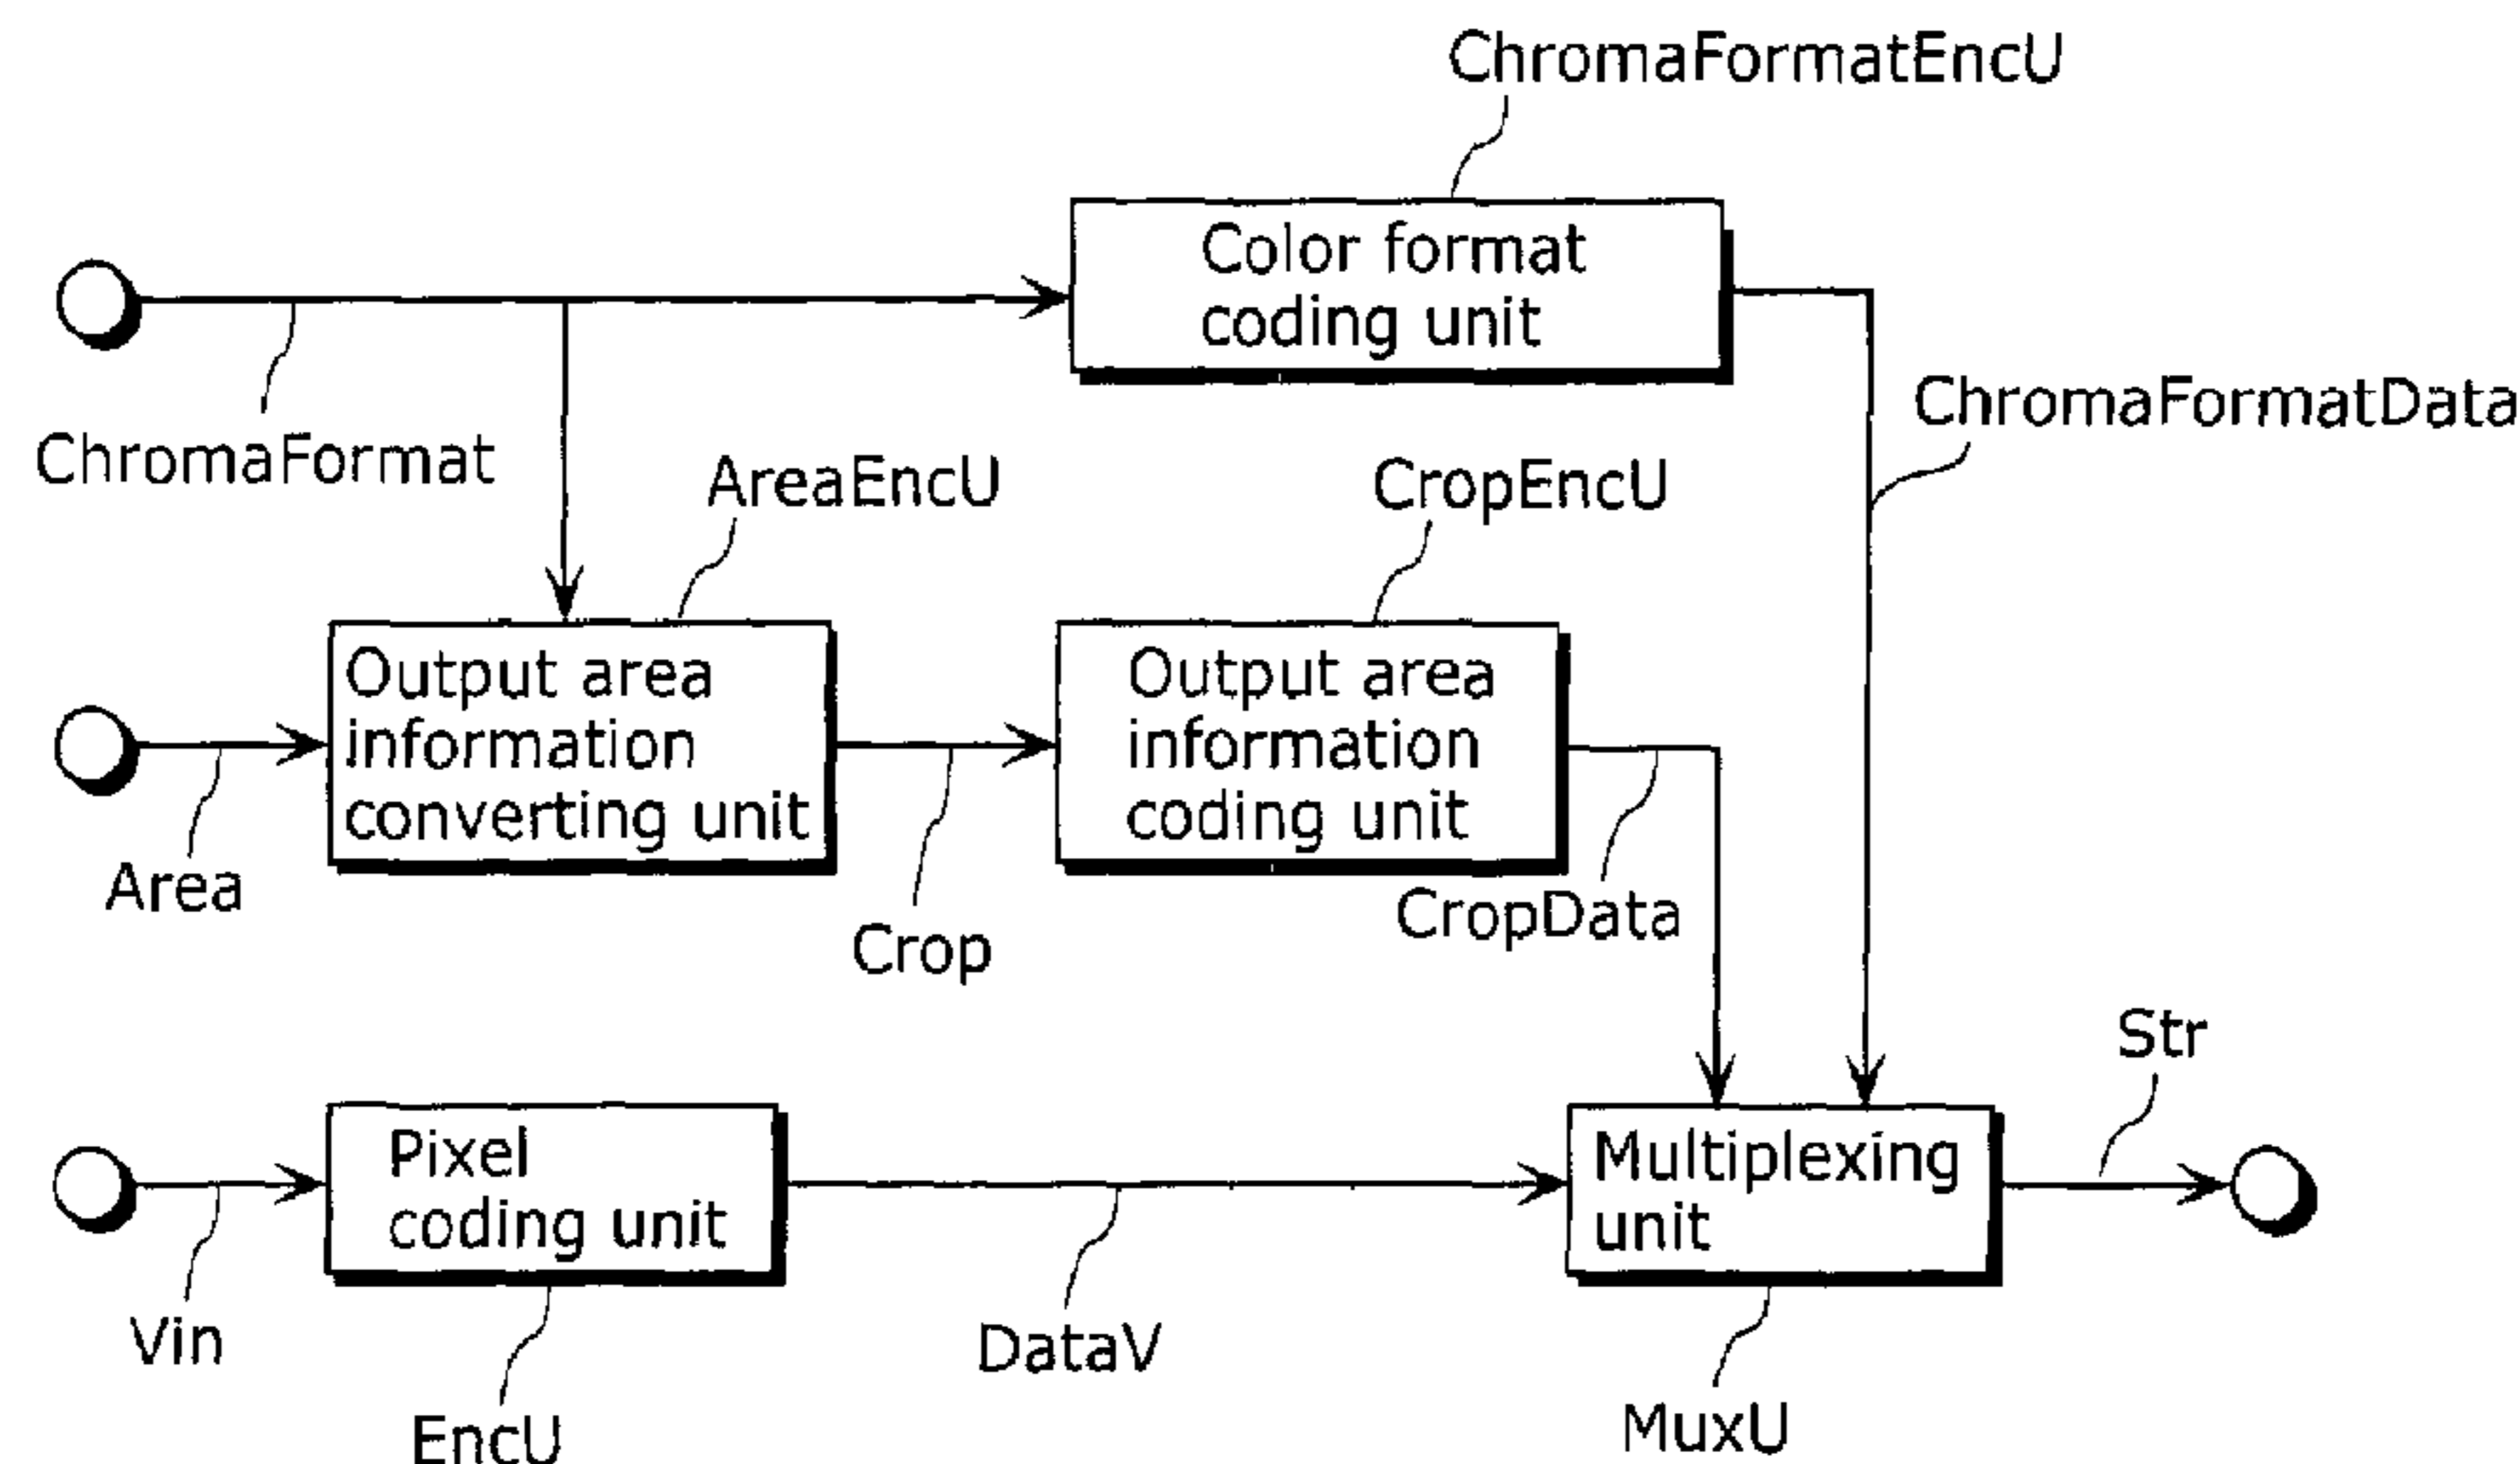 ChromaFormatEncU
Color format
coding unit
ChromaFormat
ChromaFormatData
AreaEncU
CropEncU
Output area
information
converting unit
Output area
information
coding unit
Area
Crop
CropData
Str
Pixel
coding unit
Multiplexing
unit
Vin
DataV
EncU
MuxU